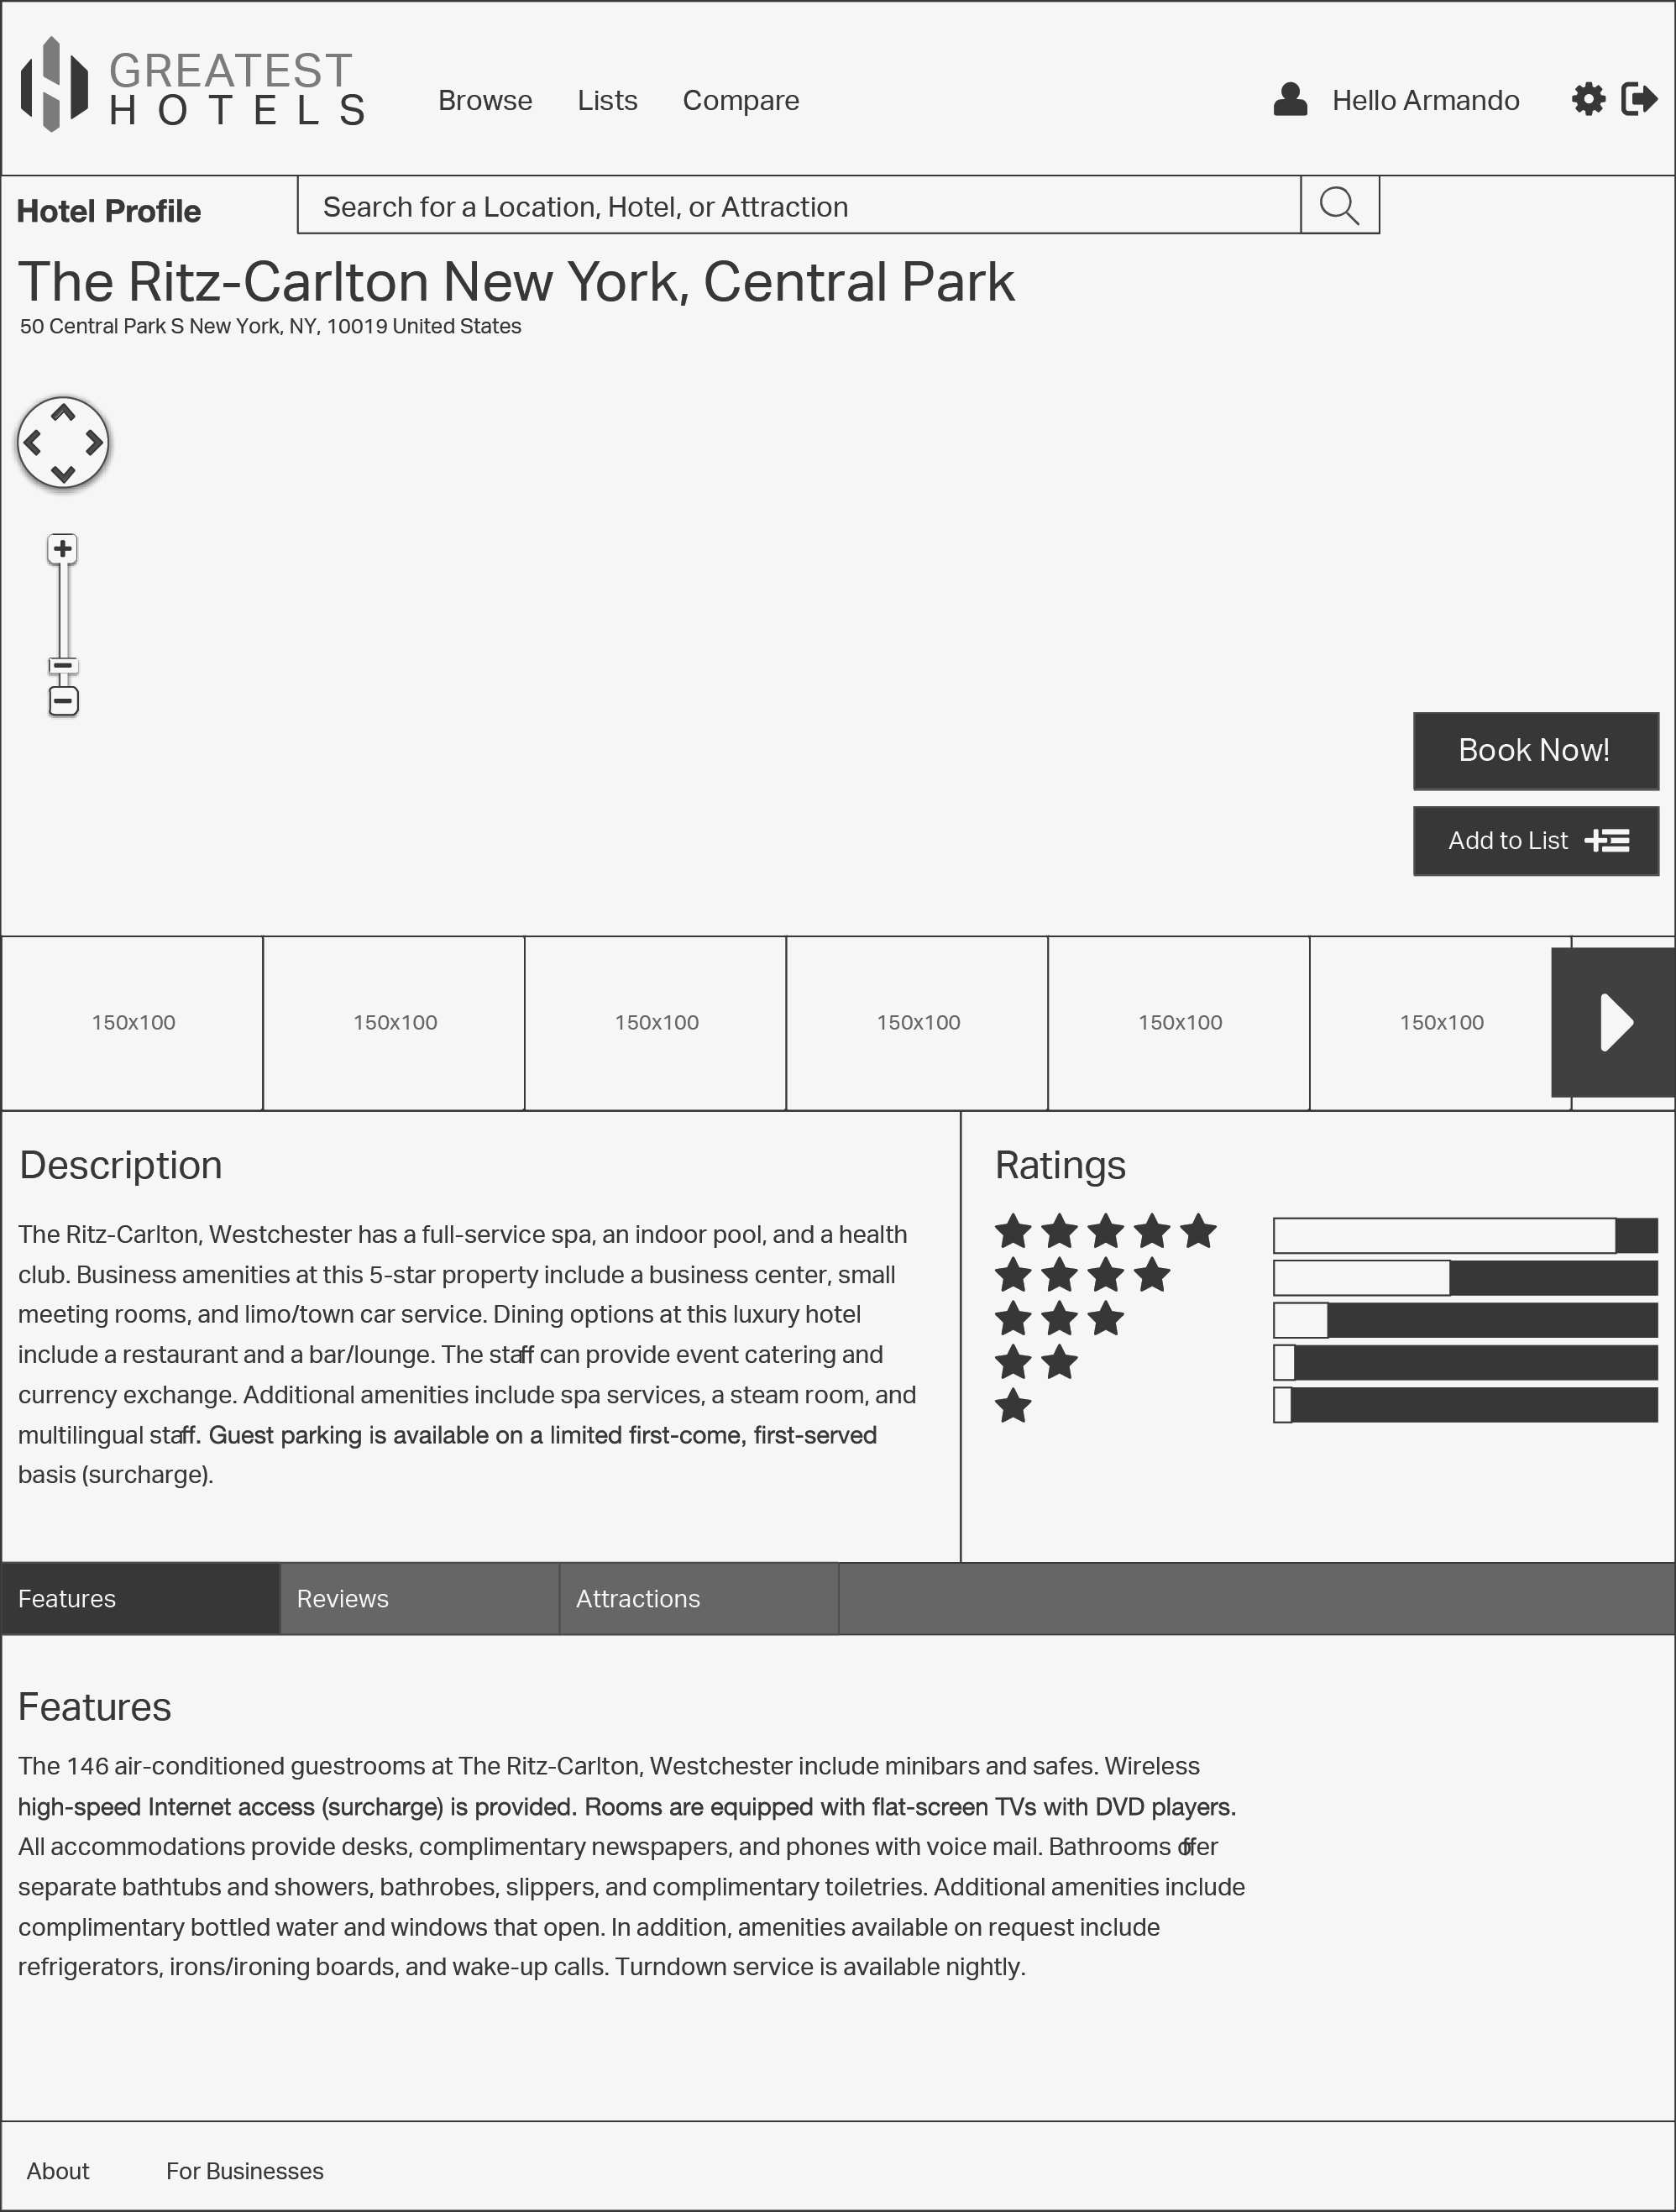 GREATEST
HOTELS
Browse Lists Compare
Hello Armando
Hotel Profile
Search for a Location, Hotel, or Attraction
The Ritz-Carlton New York, Central Park
50 Central Park S New York, NY, 10019 United States
Book Now!
Add to List
150x100 150x100 150x100 150x100 150x100 150x100
Description
The Ritz-Carlton, Westchester has a full-service spa, an indoor pool, and a health
club. Business amenities at this 5-star property include a business center, small
meeting rooms, and limo/town car service. Dining options at this luxury hotel
include a restaurant and a bar/lounge. The staff can provide event catering and
currency exchange. Additional amenities include spa services, a steam room, and
multilingual staff. Guest parking is available on a limited first-come, first-served
basis (surcharge).
Ratings
Features Reviews Attractions
Features
The 146 air-conditioned guestrooms at The Ritz-Carlton, Westchester include minibars and safes. Wireless
high-speed Internet access (surcharge) is provided. Rooms are equipped with flat-screen TVs with DVD players.
All accommodations provide desks, complimentary newspapers, and phones with voice mail. Bathrooms offer
separate bathtubs and showers, bathrobes, slippers, and complimentary toiletries. Additional amenities include
complimentary bottled water and windows that open. In addition, amenities available on request include
refrigerators, irons/ironing boards, and wake-up calls. Turndown service is available nightly.
About For Businesses